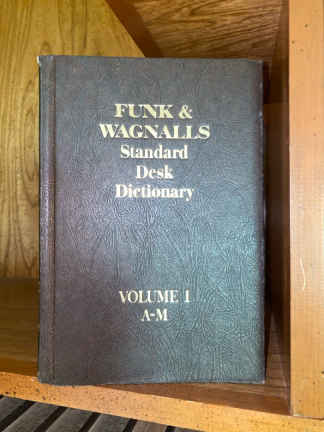 FUNK &
WAGNALLS
Standard
Desk
Dictionary
VOLUME 1
A-M